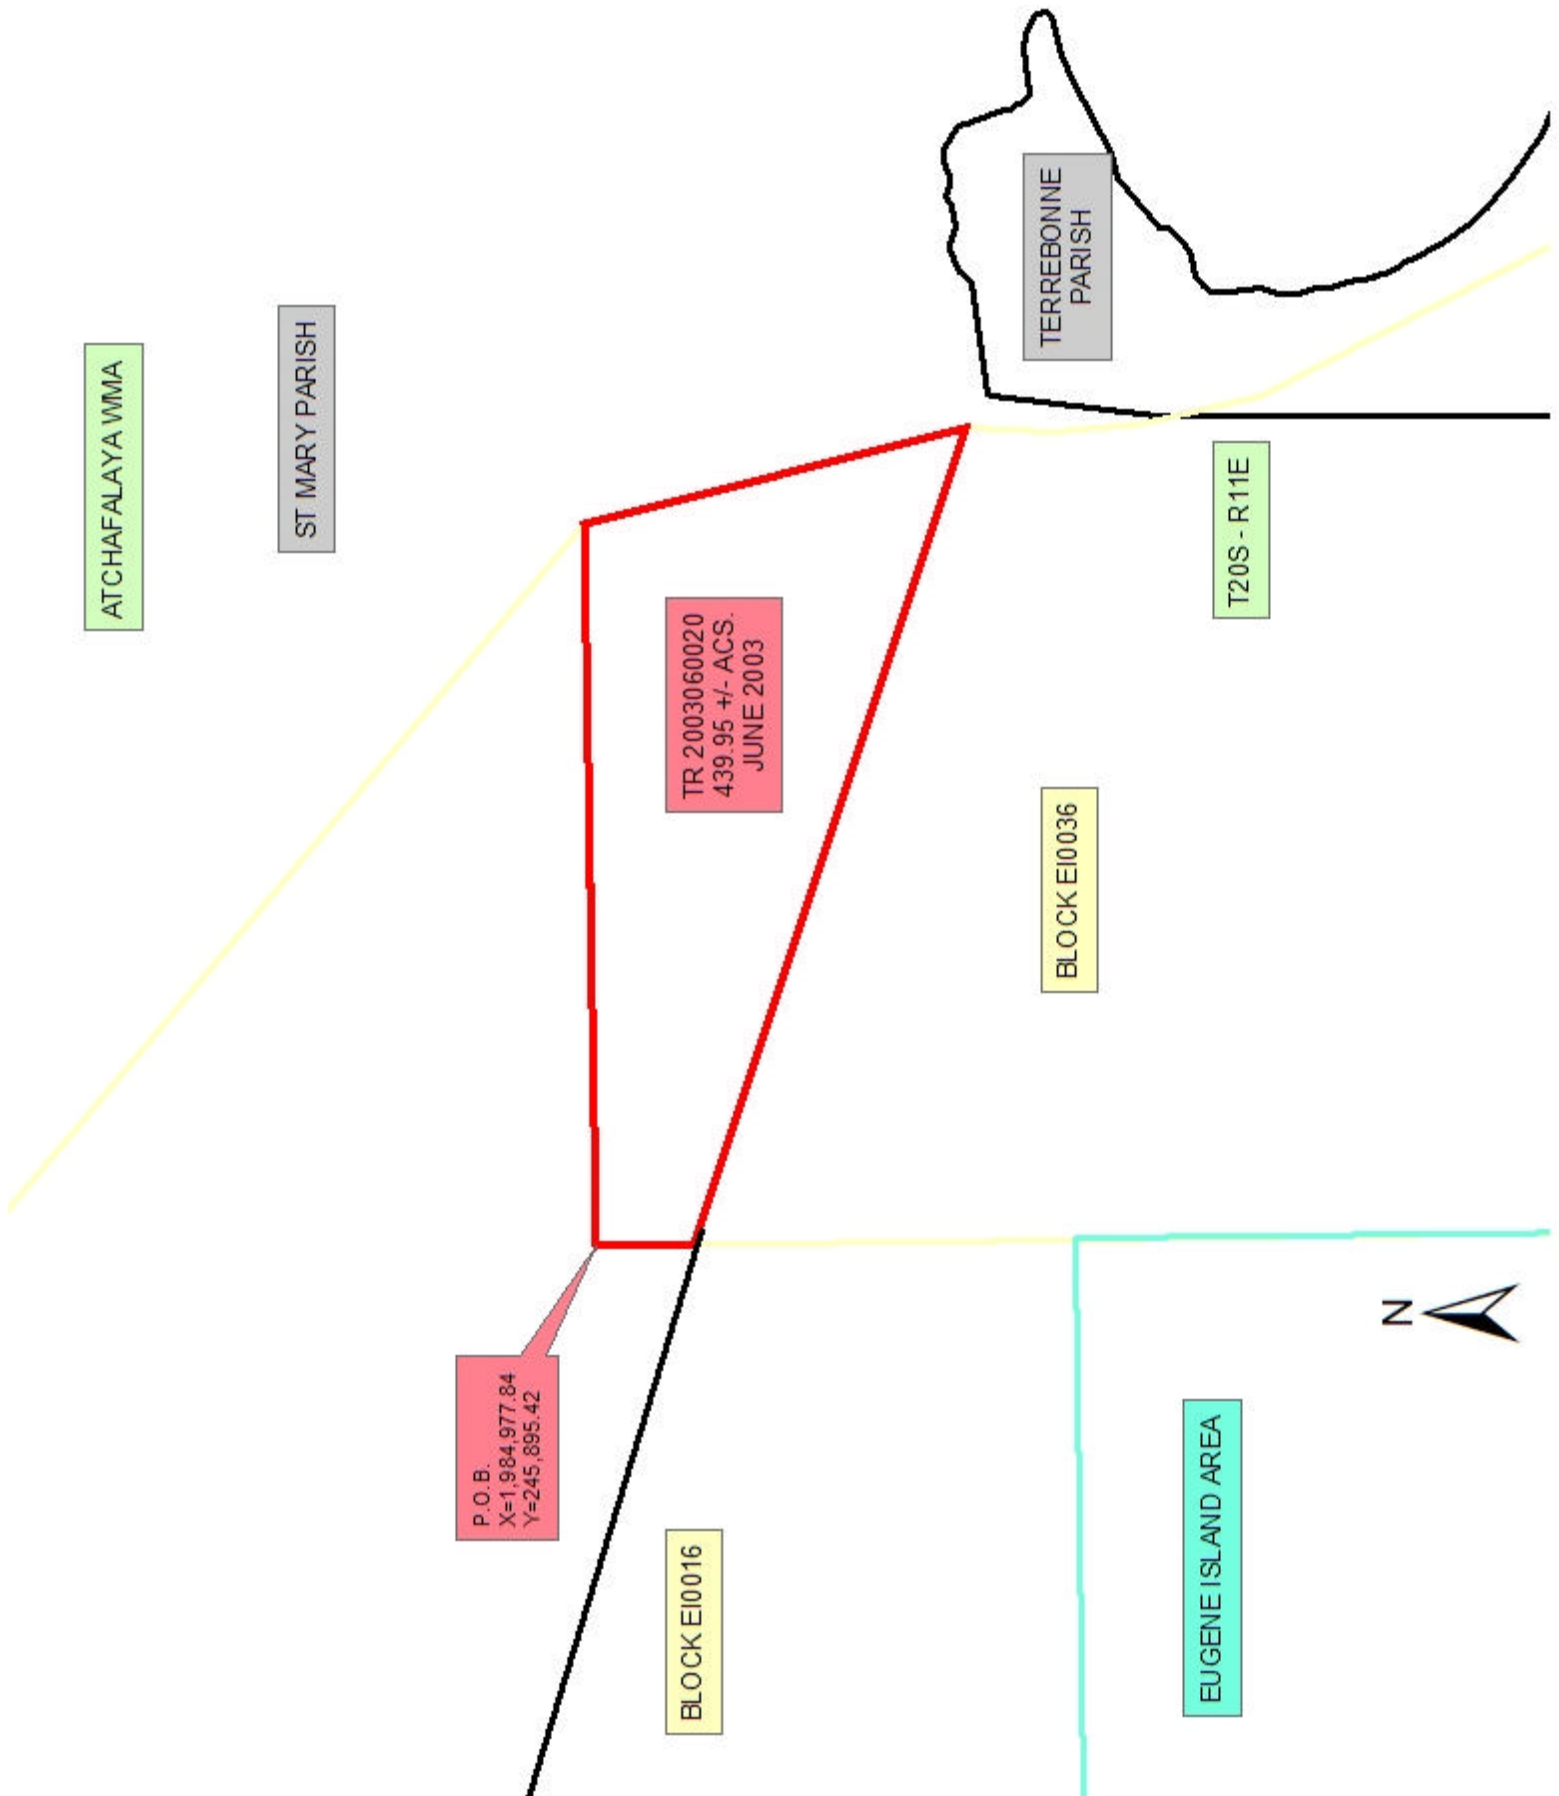 ATCHAFALAYA WMA
ST MARY PARISH
TERREBONNE
PARISH
TR 2003060020
439.95 +/- ACS.
JUNE 2003
T20S - R11E
BLOCK EI0036
P.O.B.
X=1,984,977.84
Y=245,895.42
BLOCK EI0016
EUGENE ISLAND AREA
N